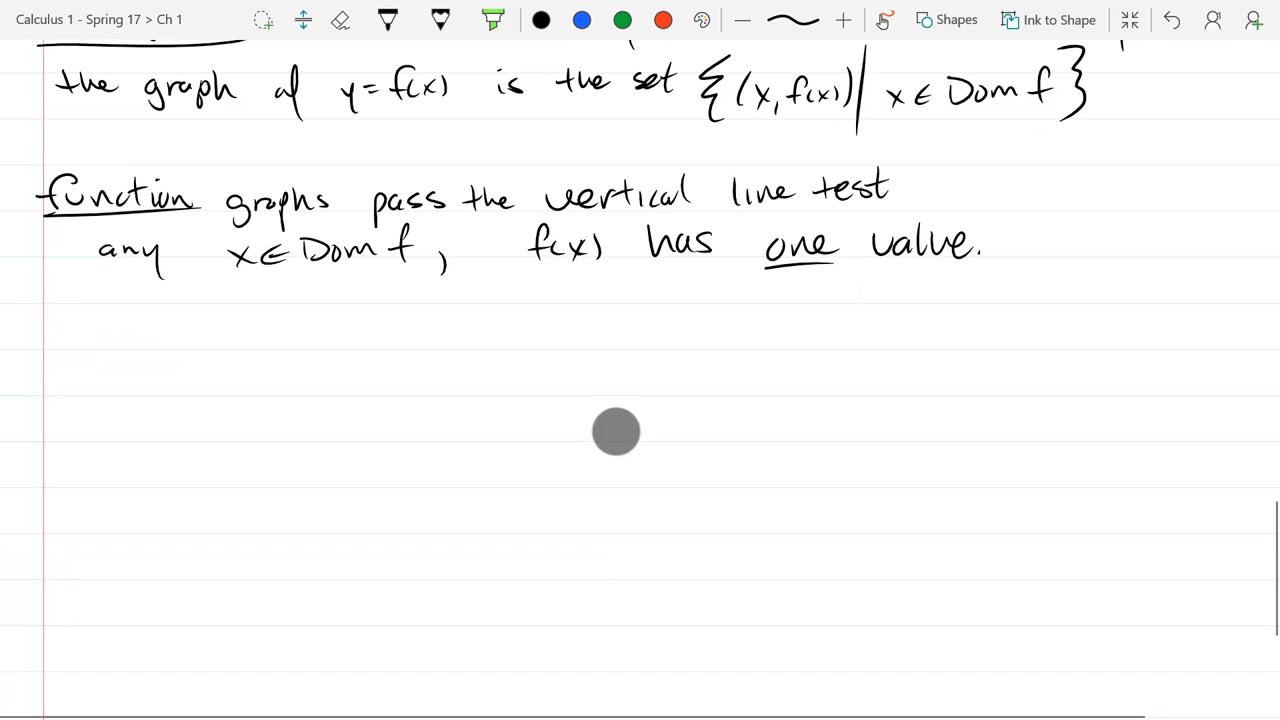 Calculus 1 - Spring 17 > Ch 1
Shapes
Ink to Shape
the graph of y=f(x) is the set {(x, f(x)) | x ∈ Dom f}
function graphs pass the vertical line test
any x ∈ Dom f, f(x) has one value.